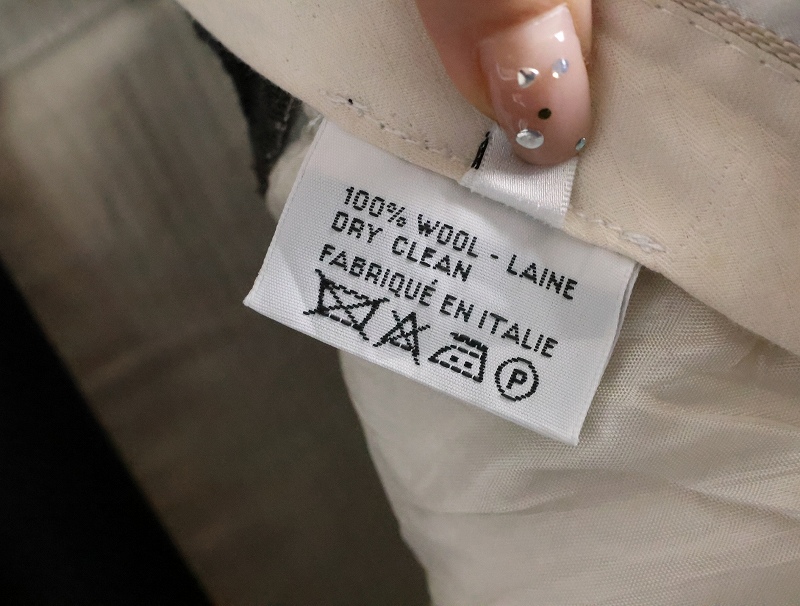 100% WOOL - LAINE
DRY CLEAN
FABRIQUÉ EN ITALIE
P